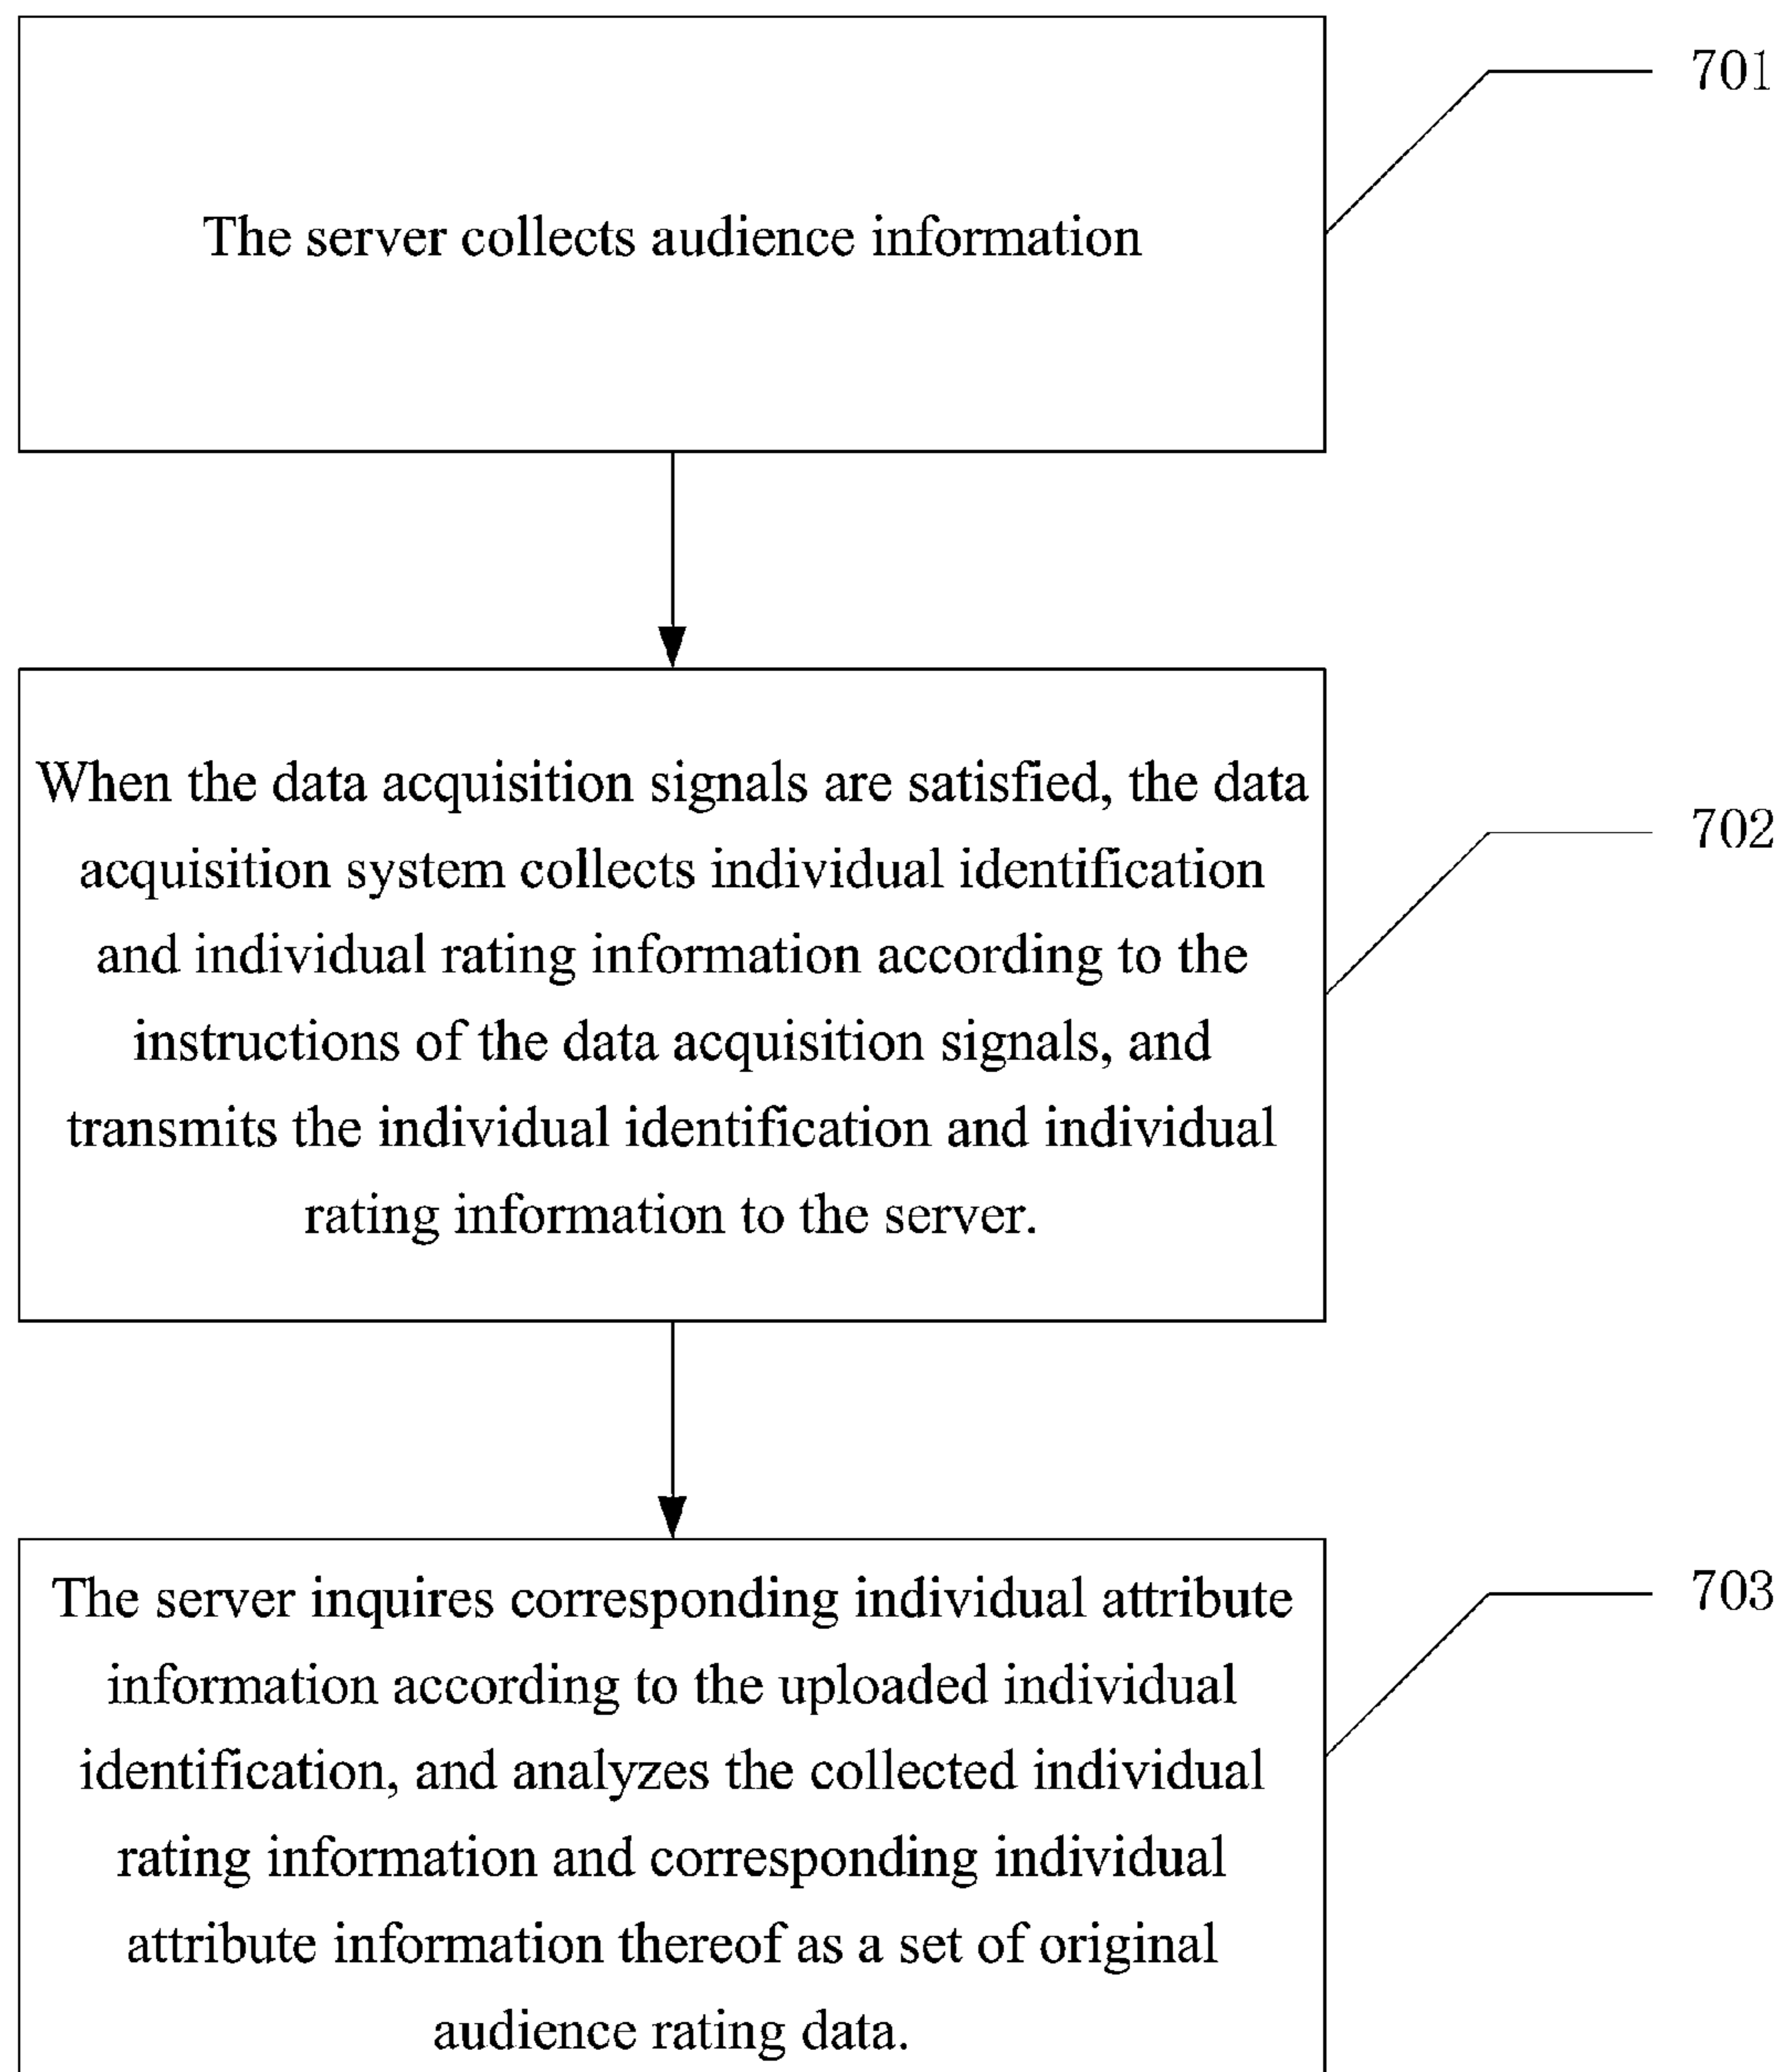 The server collects audience information
701
When the data acquisition signals are satisfied, the data
acquisition system collects individual identification
and individual rating information according to the
instructions of the data acquisition signals, and
transmits the individual identification and individual
rating information to the server.
702
The server inquires corresponding individual attribute
information according to the uploaded individual
identification, and analyzes the collected individual
rating information and corresponding individual
attribute information thereof as a set of original
audience rating data.
703